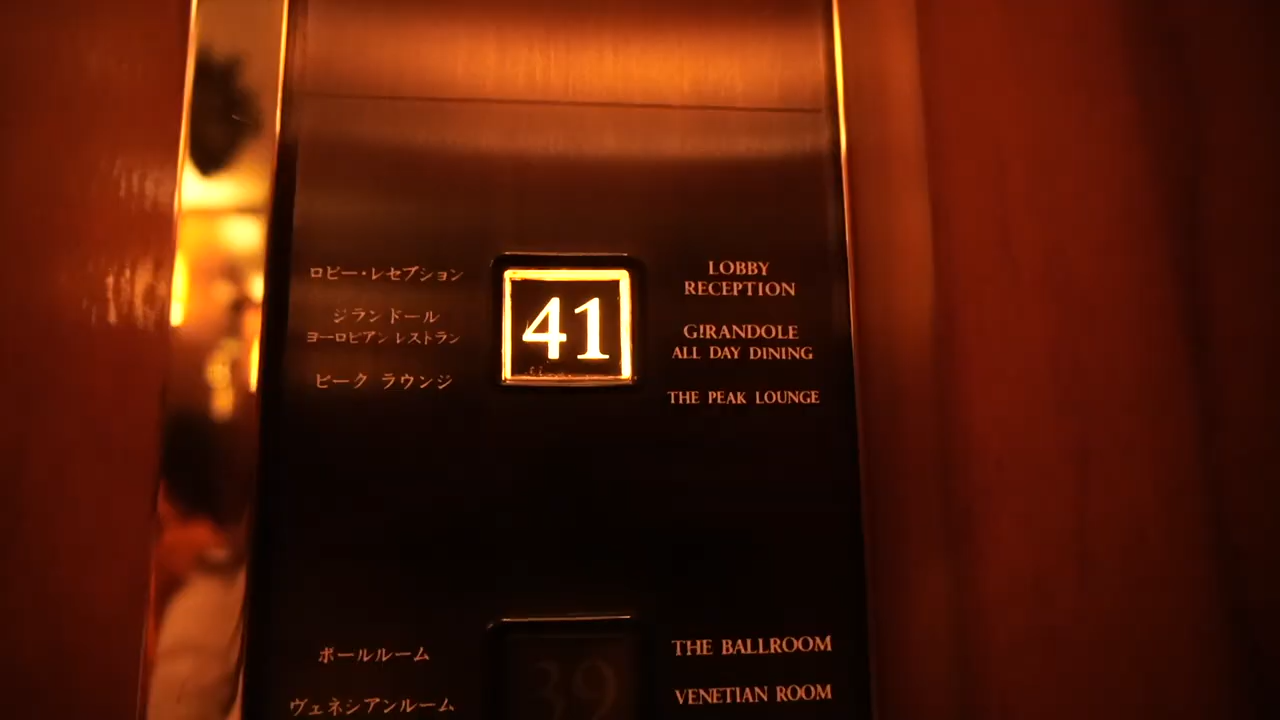 ロビー・レセプション
ジランドール
ヨーロピアン レストラン
ピーク ラウンジ
41
LOBBY
RECEPTION
GIRANDOLE
ALL DAY DINING
THE PEAK LOUNGE
ボールルーム
ヴェネシアンルーム
39
THE BALLROOM
VENETIAN ROOM